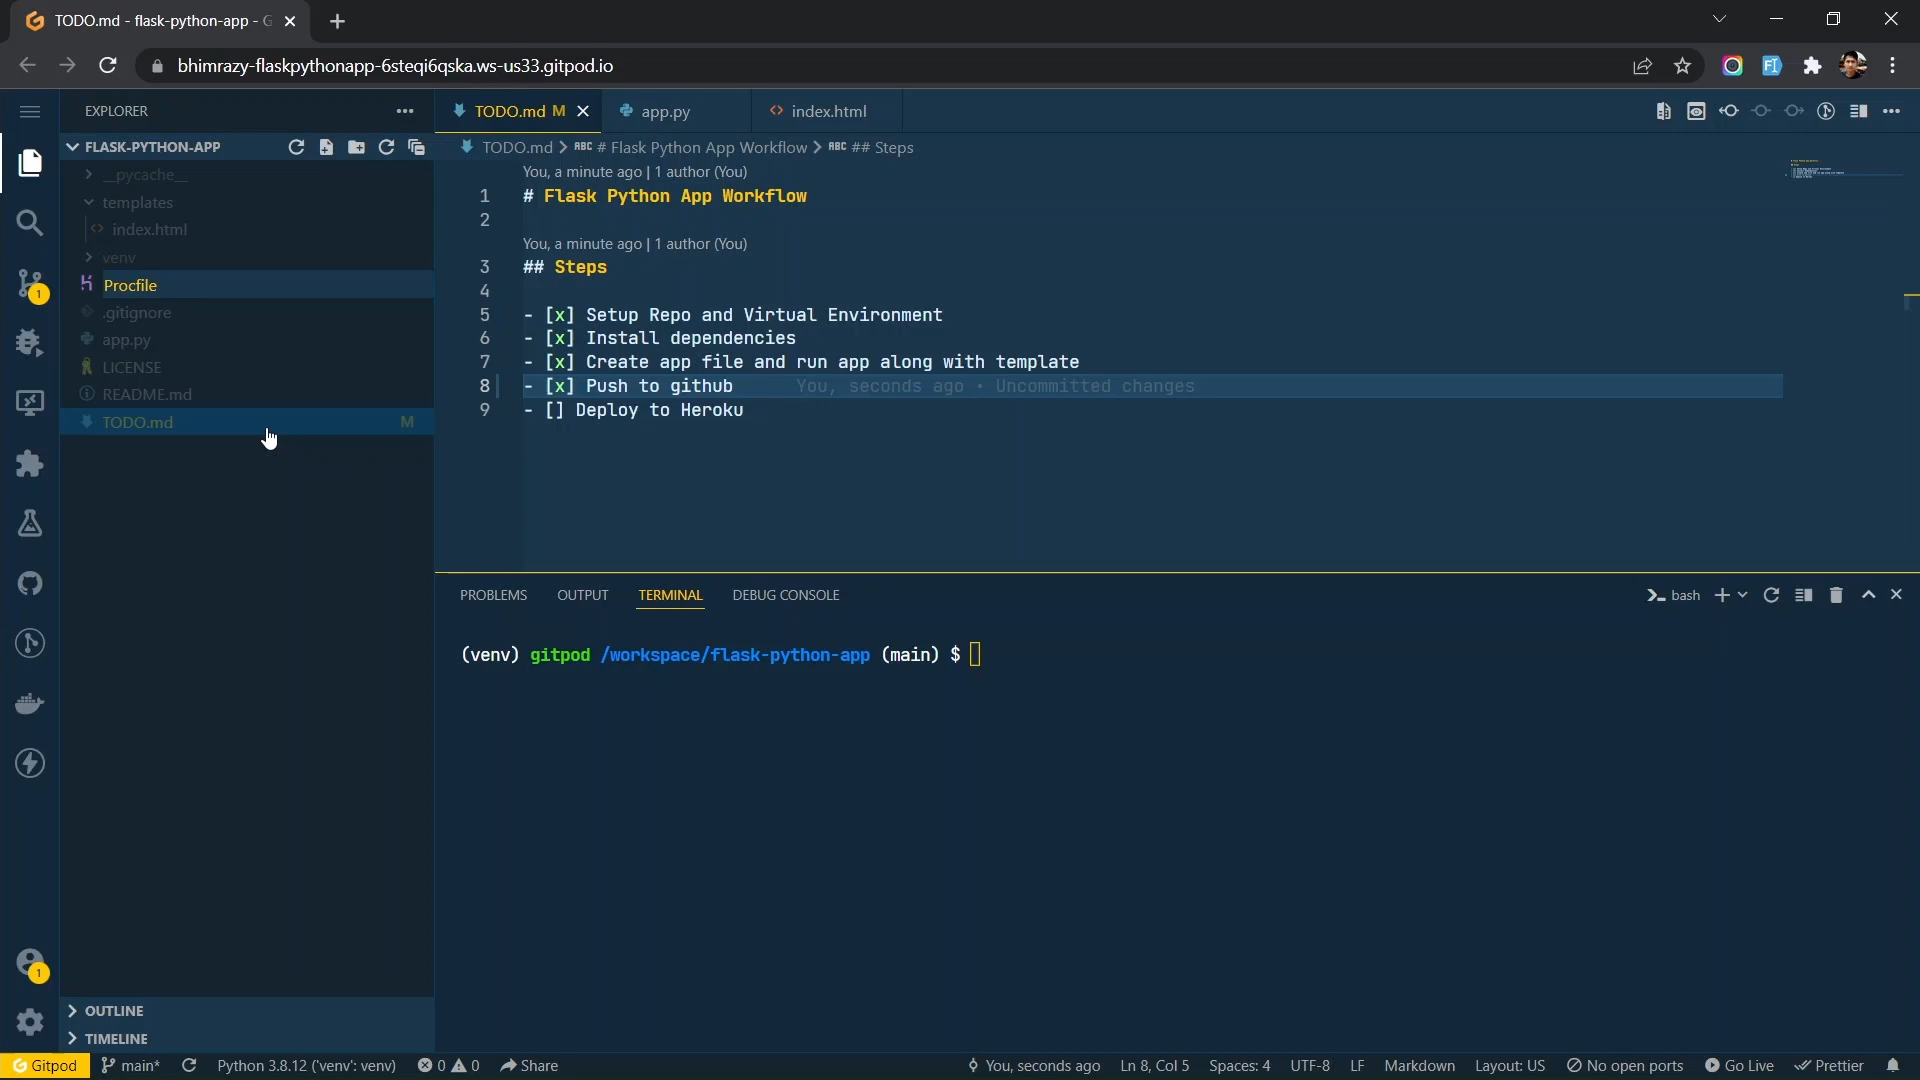 TODO.md - flask-python-app - G
bhimrazy-flaskpythonapp-6steqi6qska.ws-us33.gitpod.io
EXPLORER
FLASK-PYTHON-APP
__pycache__
templates
index.html
venv
Procfile
.gitignore
app.py
LICENSE
README.md
TODO.md M
OUTLINE
TIMELINE
TODO.md M
app.py
index.html
TODO.md > # Flask Python App Workflow > ## Steps
You, a minute ago | 1 author (You)
1 # Flask Python App Workflow
2
You, a minute ago | 1 author (You)
3 ## Steps
4
5 - [x] Setup Repo and Virtual Environment
6 - [x] Install dependencies
7 - [x] Create app file and run app along with template
8 - [x] Push to github You, seconds ago • Uncommitted changes
9 - [] Deploy to Heroku
PROBLEMS OUTPUT TERMINAL DEBUG CONSOLE
bash
(venv) gitpod /workspace/flask-python-app (main) $
1
1
Gitpod main* Python 3.8.12 ('venv': venv) 0 0 Share You, seconds ago Ln 8, Col 5 Spaces: 4 UTF-8 LF Markdown Layout: US No open ports Go Live Prettier